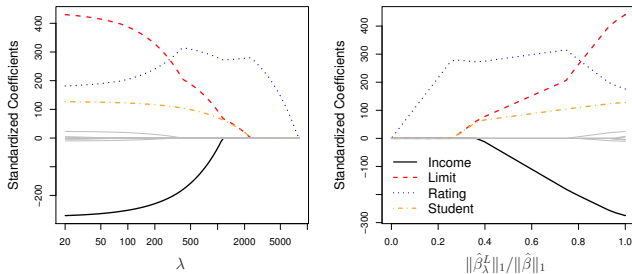 Standardized Coefficients
400
300
200
100
0
−200
20 50 100 200 500 2000 5000
λ
Standardized Coefficients
400
300
200
100
0
−100
−300
Income
Limit
Rating
Student
0.0 0.2 0.4 0.6 0.8 1.0
‖β̂λᴸ‖₁/‖β̂‖₁